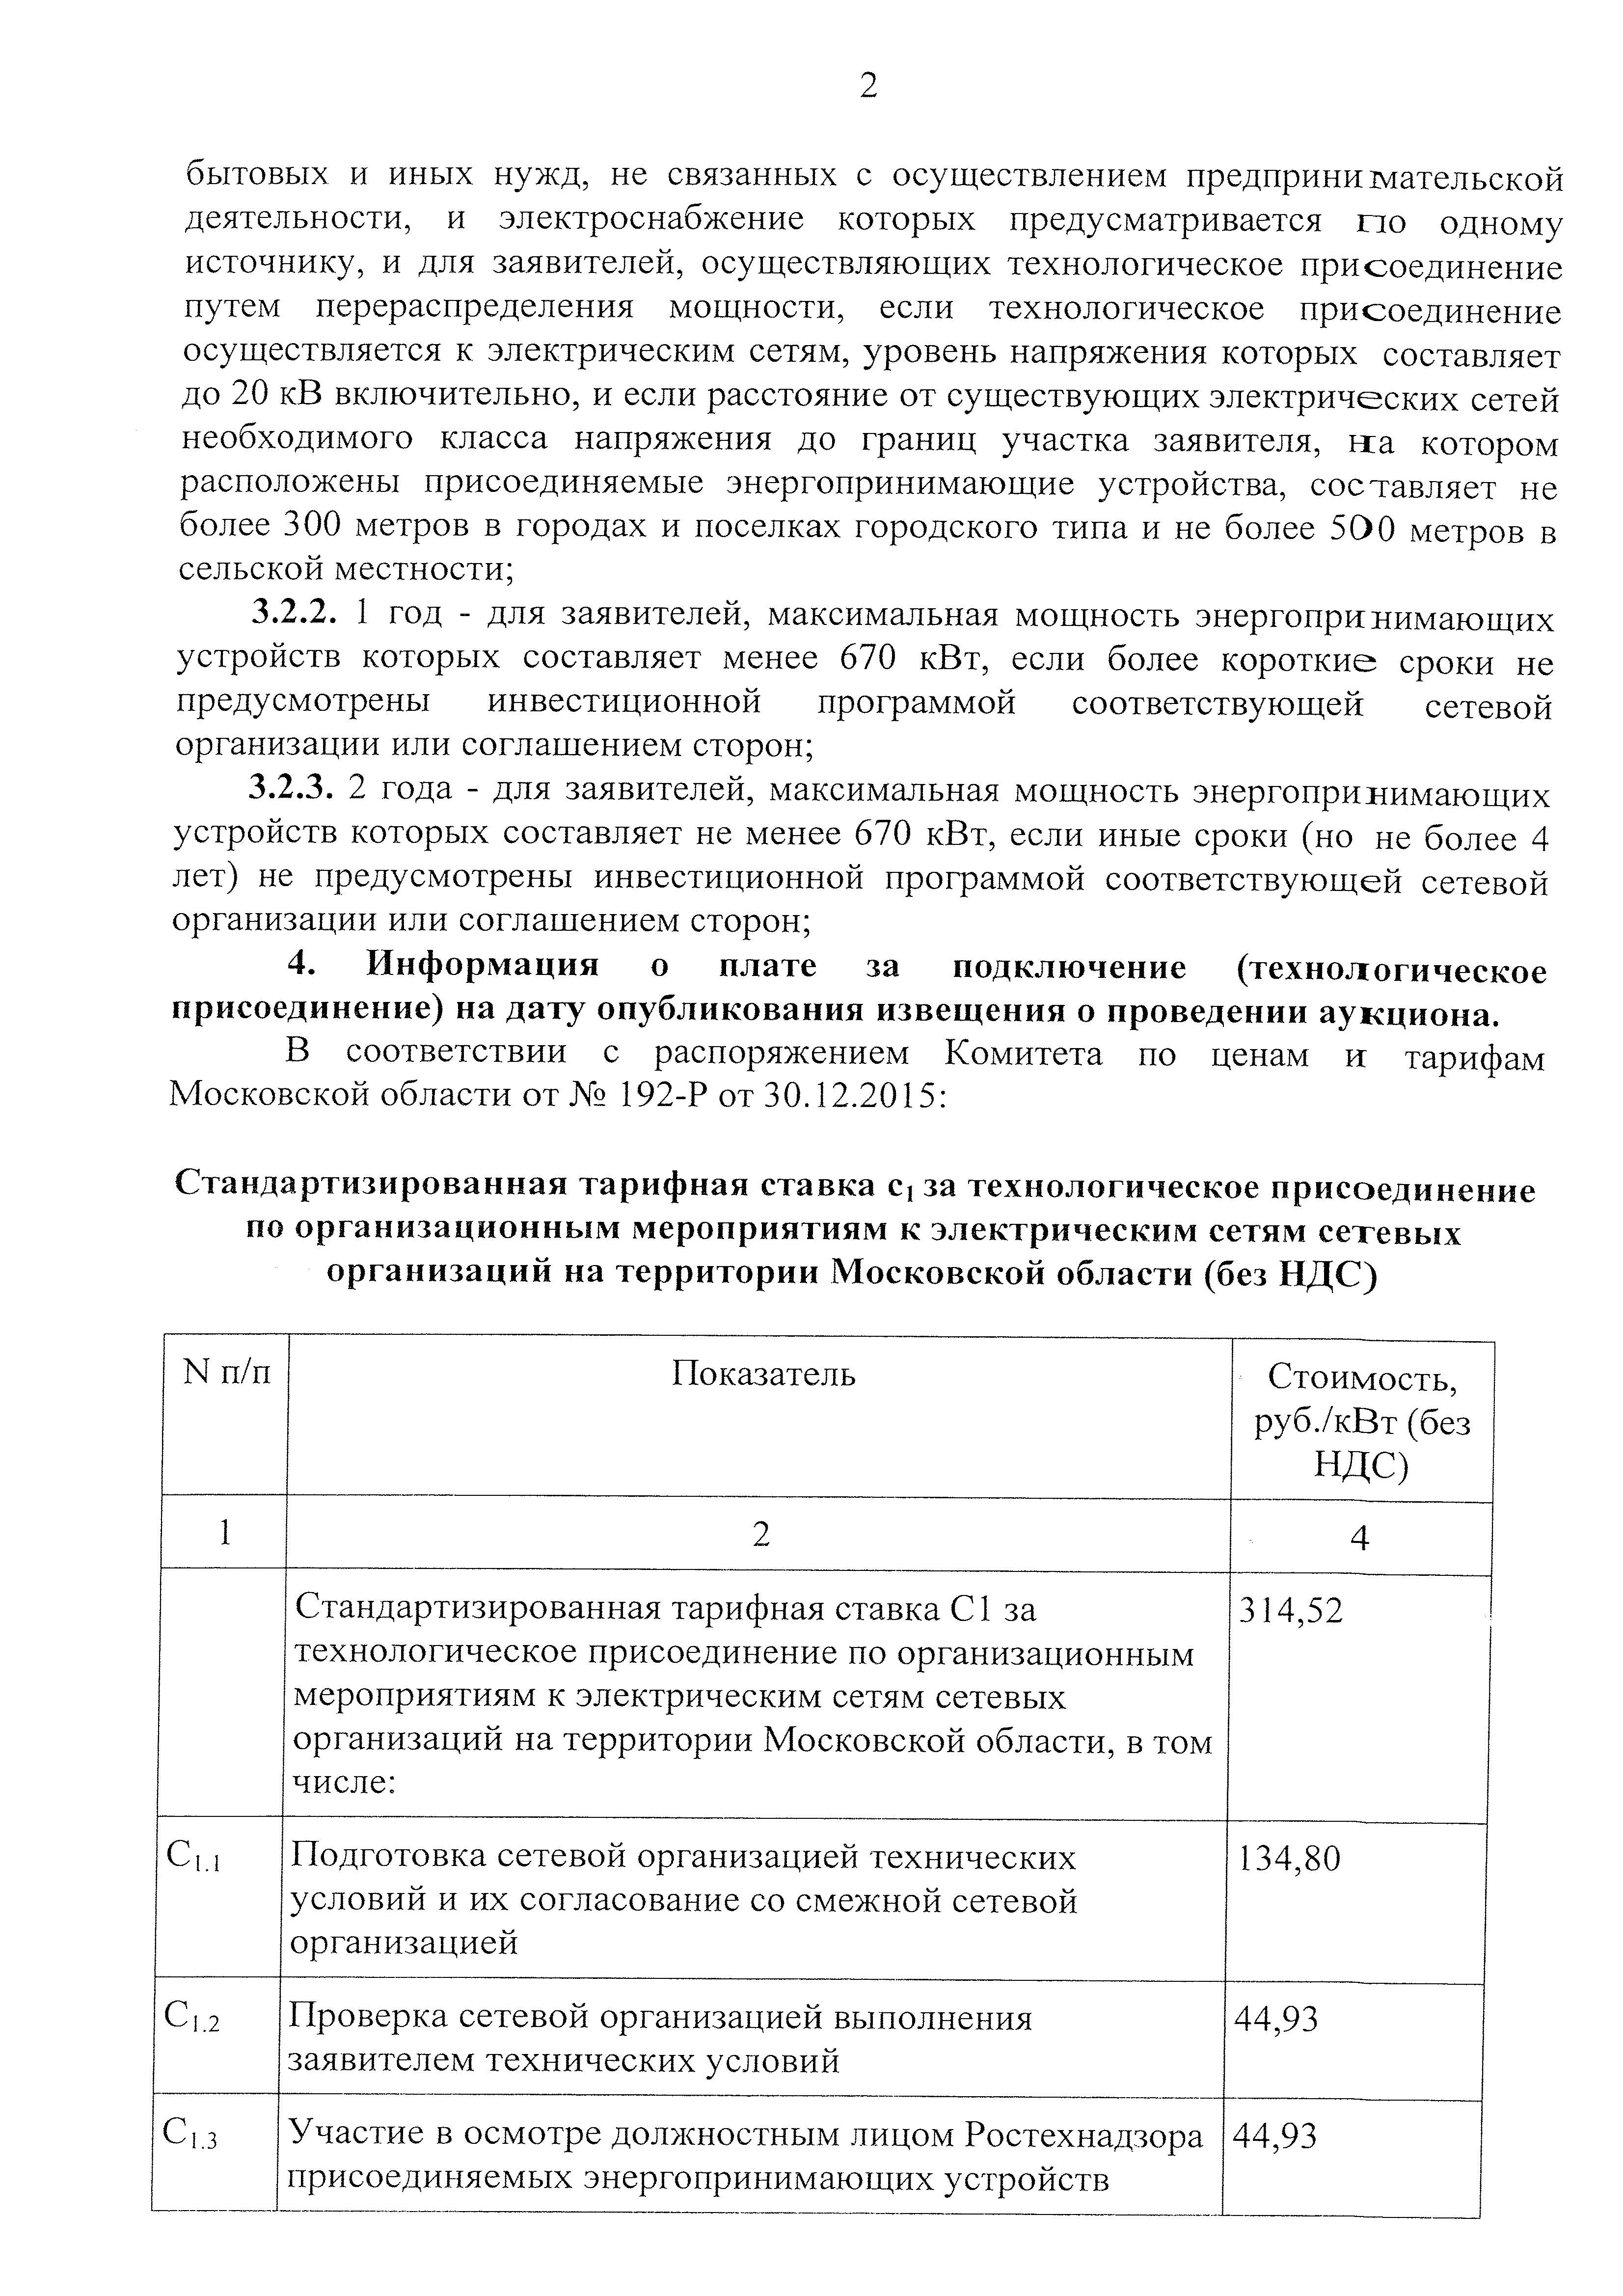 2
бытовых и иных нужд, не связанных с осуществлением предпринимательской
деятельности, и электроснабжение которых предусматривается по одному
источнику, и для заявителей, осуществляющих технологическое присоединение
путем перераспределения мощности, если технологическое присоединение
осуществляется к электрическим сетям, уровень напряжения которых составляет
до 20 кВ включительно, и если расстояние от существующих электрических сетей
необходимого класса напряжения до границ участка заявителя, на котором
расположены присоединяемые энергопринимающие устройства, составляет не
более 300 метров в городах и поселках городского типа и не более 500 метров в
сельской местности;
3.2.2. 1 год - для заявителей, максимальная мощность энергопринимающих
устройств которых составляет менее 670 кВт, если более короткие сроки не
предусмотрены инвестиционной программой соответствующей сетевой
организации или соглашением сторон;
3.2.3. 2 года - для заявителей, максимальная мощность энергопринимающих
устройств которых составляет не менее 670 кВт, если иные сроки (но не более 4
лет) не предусмотрены инвестиционной программой соответствующей сетевой
организации или соглашением сторон;
4. Информация о плате за подключение (технологическое
присоединение) на дату опубликования извещения о проведении аукциона.
В соответствии с распоряжением Комитета по ценам и тарифам
Московской области от № 192-Р от 30.12.2015:
Стандартизированная тарифная ставка с1 за технологическое присоединение
по организационным мероприятиям к электрическим сетям сетевых
организаций на территории Московской области (без НДС)
N п/п Показатель Стоимость,
руб./кВт (без
НДС)
1 2 4
Стандартизированная тарифная ставка С1 за 314,52
технологическое присоединение по организационным
мероприятиям к электрическим сетям сетевых
организаций на территории Московской области, в том
числе:
С1.1 Подготовка сетевой организацией технических 134,80
условий и их согласование со смежной сетевой
организацией
С1.2 Проверка сетевой организацией выполнения 44,93
заявителем технических условий
С1.3 Участие в осмотре должностным лицом Ростехнадзора 44,93
присоединяемых энергопринимающих устройств